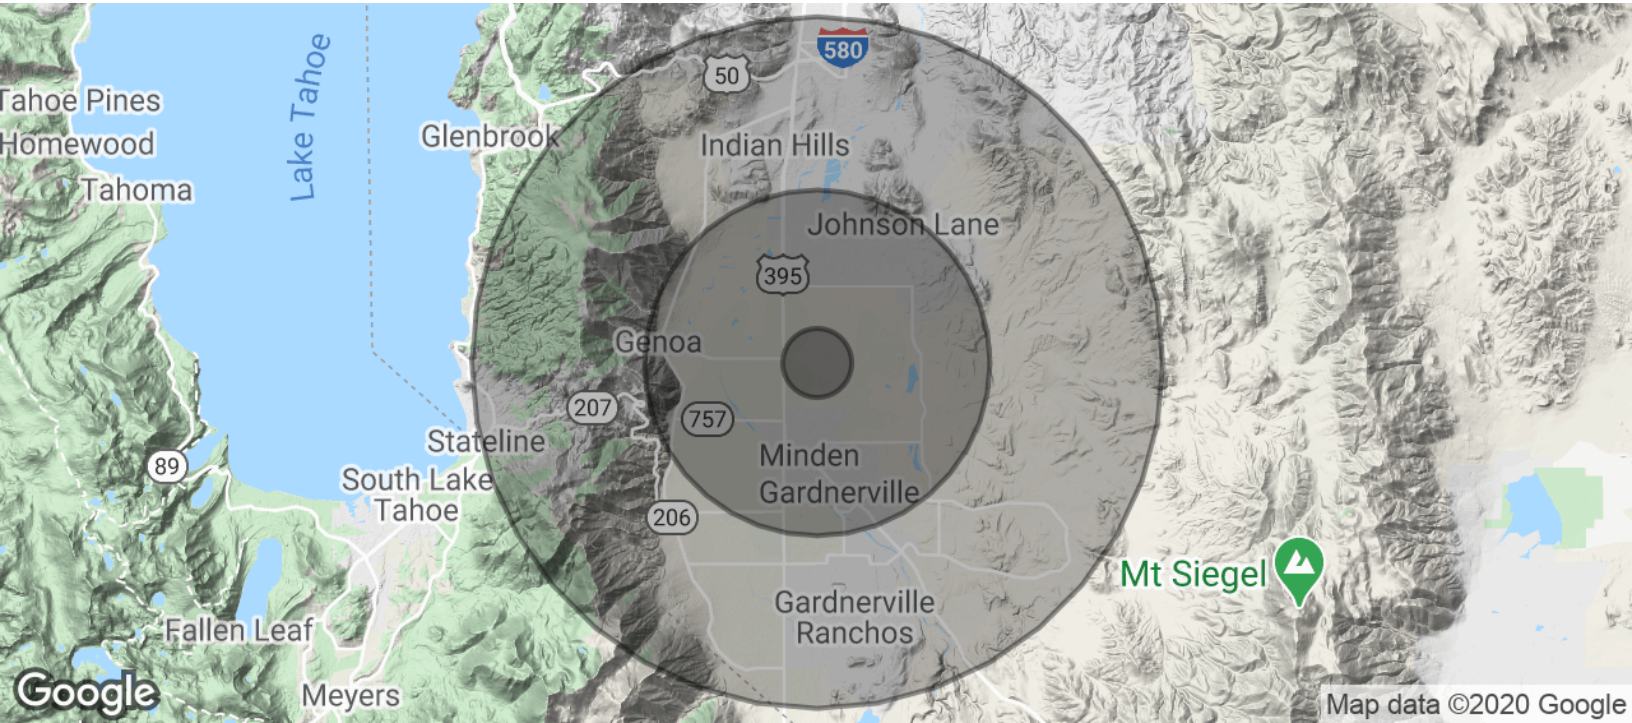 580
50
Lake Tahoe
Tahoe Pines
Glenbrook
Homewood
Indian Hills
Tahoma
Johnson Lane
395
Genoa
207
757
Stateline
Minden
89
South Lake
Tahoe
Gardnerville
206
Mt Siegel
Gardnerville
Ranchos
Fallen Leaf
Meyers
Google
Map data ©2020 Google